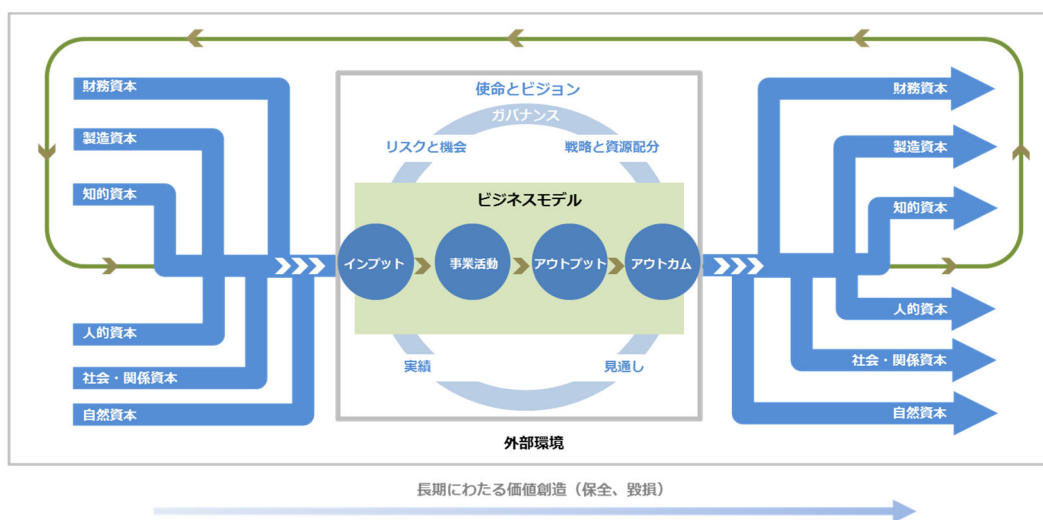 財務資本
製造資本
知的資本
人的資本
社会・関係資本
自然資本
使命とビジョン
ガバナンス
リスクと機会
戦略と資源配分
ビジネスモデル
インプット
事業活動
アウトプット
アウトカム
実績
見通し
外部環境
財務資本
製造資本
知的資本
人的資本
社会・関係資本
自然資本
長期にわたる価値創造（保全、毀損）